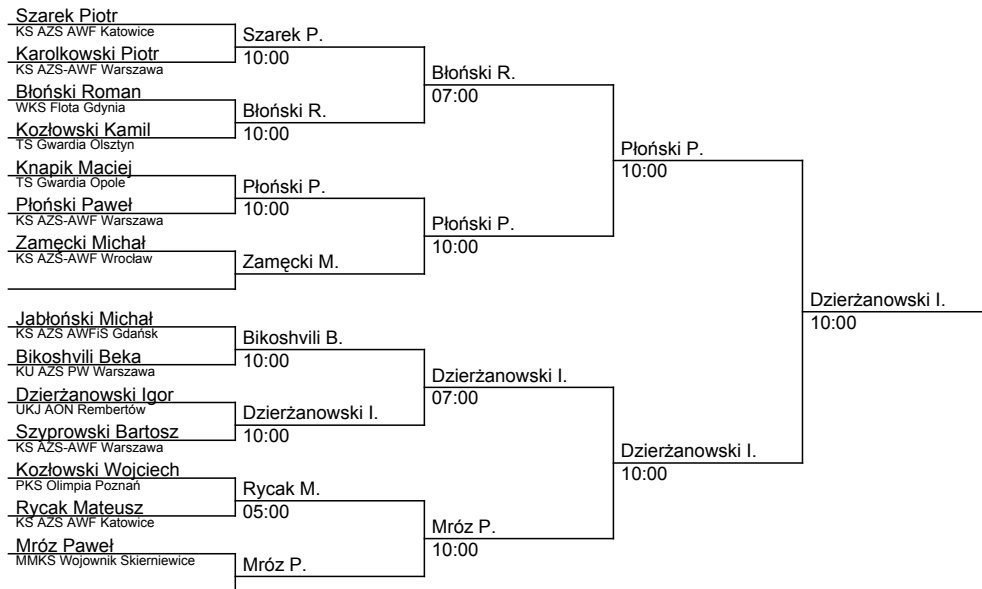 Szarek Piotr
KS AZS AWF Katowice
Karolkowski Piotr
KS AZS-AWF Warszawa
Błoński Roman
WKS Flota Gdynia
Kozłowski Kamil
TS Gwardia Olsztyn
Knapik Maciej
TS Gwardia Opole
Płoński Paweł
KS AZS-AWF Warszawa
Zamęcki Michał
KS AZS-AWF Wrocław
Jabłoński Michał
KS AZS AWFiS Gdańsk
Bikoshvili Beka
KU AZS PW Warszawa
Dzierżanowski Igor
UKJ AON Rembertów
Szyprowski Bartosz
KS AZS-AWF Warszawa
Kozłowski Wojciech
PKS Olimpia Poznań
Rycak Mateusz
KS AZS AWF Katowice
Mróz Paweł
MMKS Wojownik Skierniewice
Szarek P.
10:00
Błoński R.
10:00
Płoński P.
10:00
Zamęcki M.
Bikoshvili B.
10:00
Dzierżanowski I.
10:00
Rycak M.
05:00
Mróz P.
Błoński R.
07:00
Płoński P.
10:00
Dzierżanowski I.
07:00
Mróz P.
10:00
Płoński P.
10:00
Dzierżanowski I.
10:00
Dzierżanowski I.
10:00